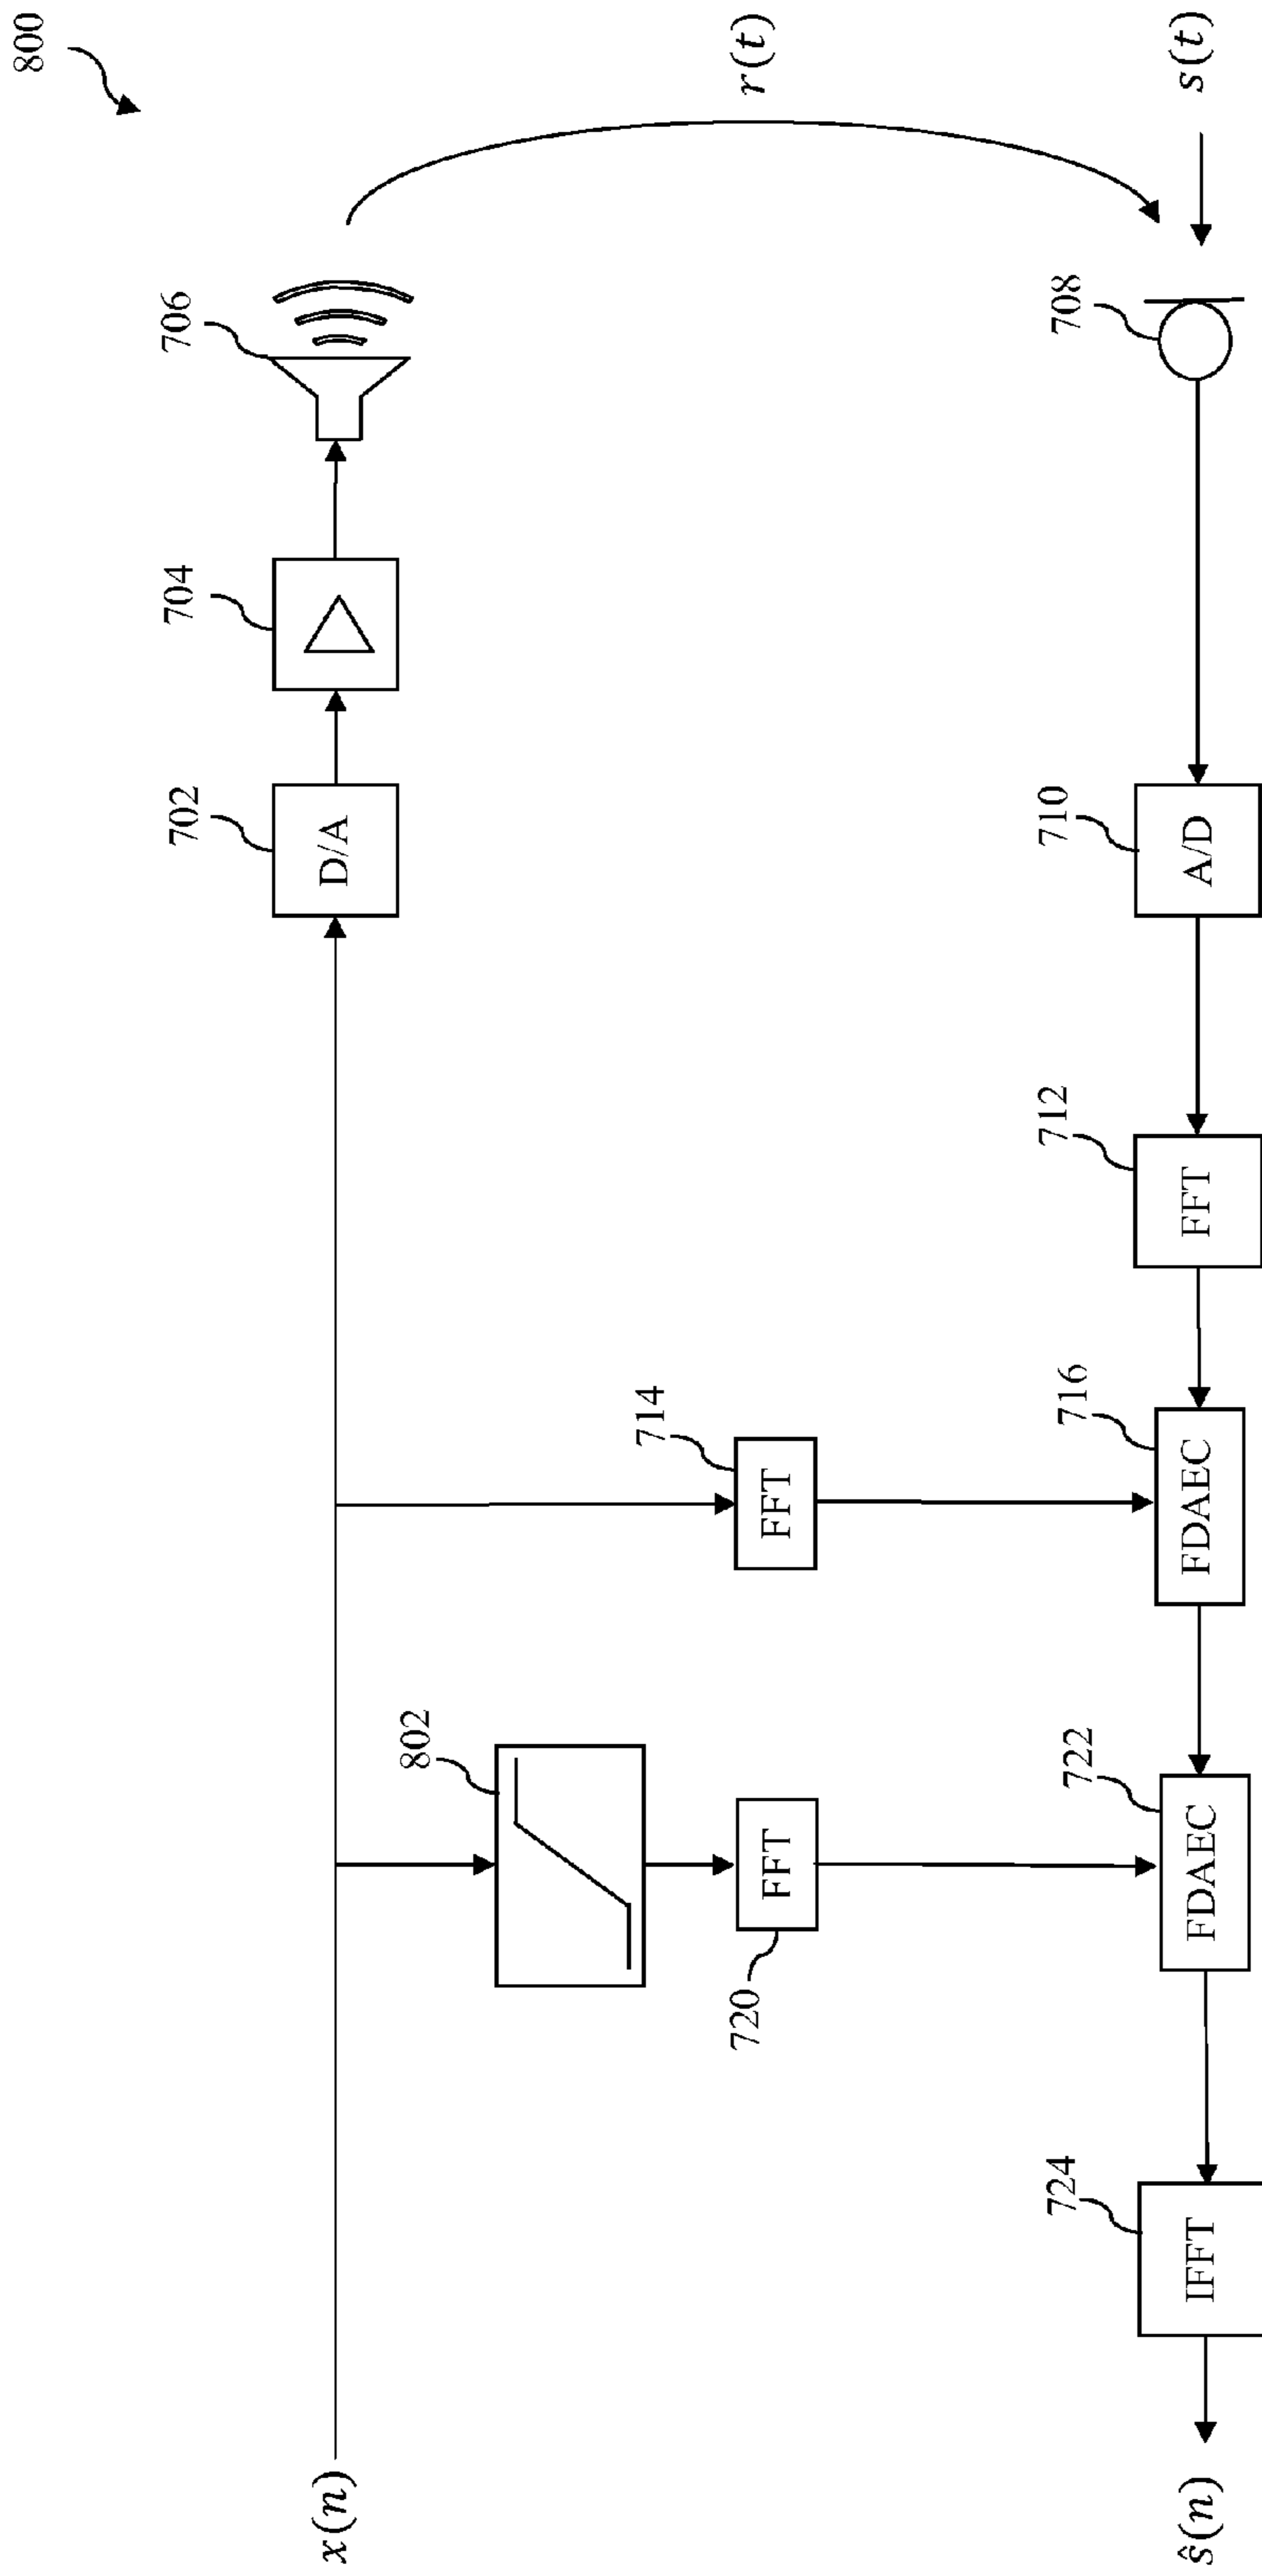 800
x(n)
702
D/A
704
706
r(t)
802
714
FFT
FFT
720
ŝ(n)
724
IFFT
722
FDAEC
716
FDAEC
712
FFT
710
A/D
708
s(t)